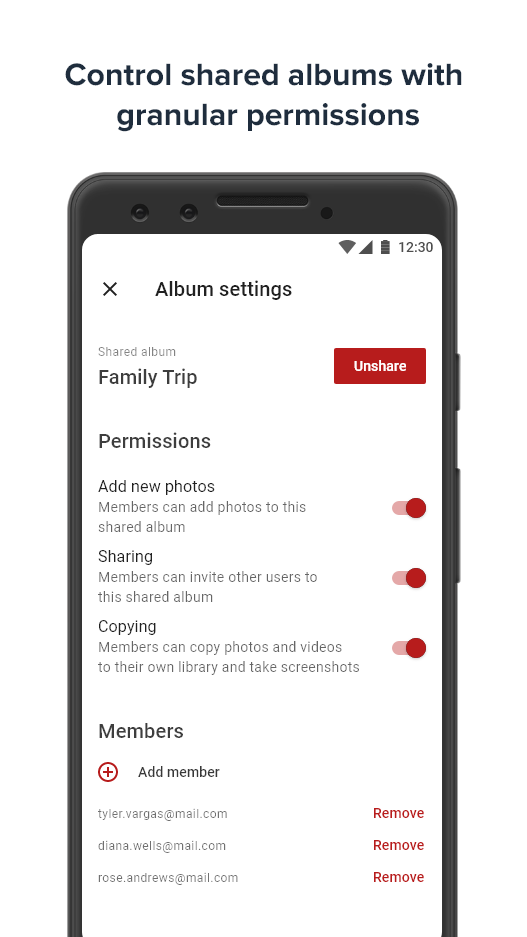 Control shared albums with
granular permissions
12:30
Album settings
Shared album
Family Trip
Unshare
Permissions
Add new photos
Members can add photos to this
shared album
Sharing
Members can invite other users to
this shared album
Copying
Members can copy photos and videos
to their own library and take screenshots
Members
Add member
tyler.vargas@mail.com
Remove
diana.wells@mail.com
Remove
rose.andrews@mail.com
Remove